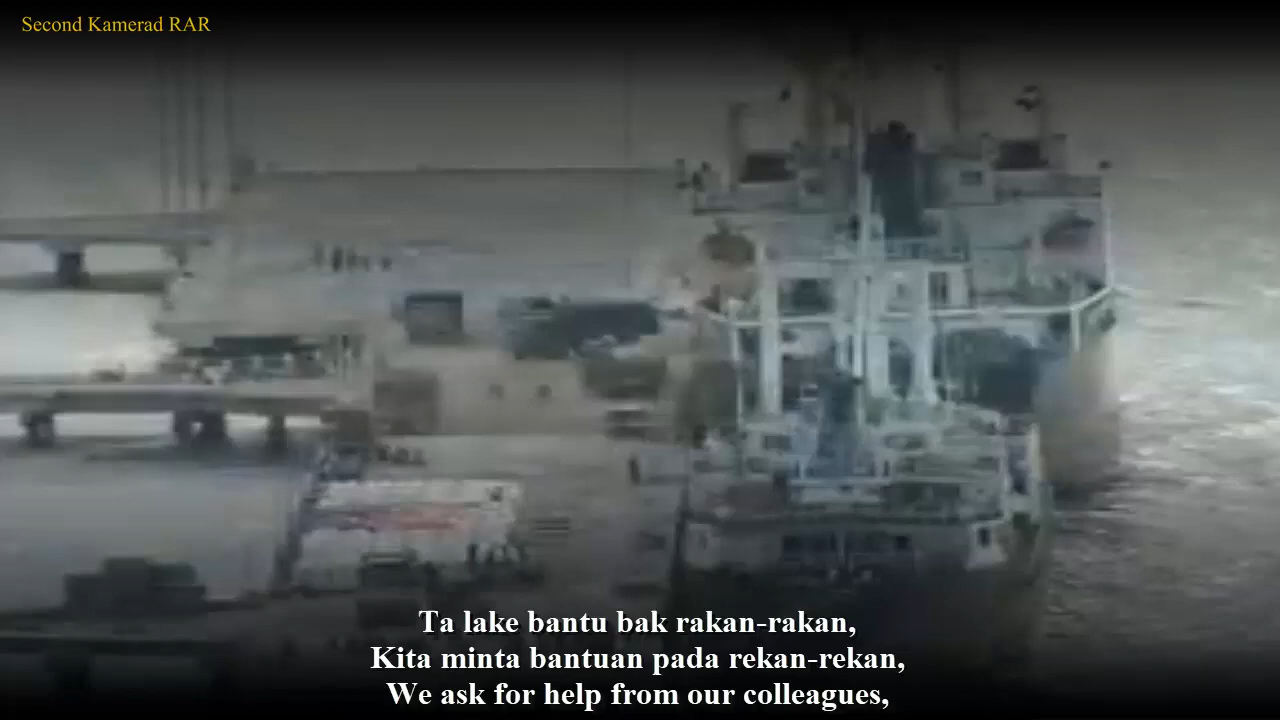 Second Kamerad RAR
Ta lake bantu bak rakan-rakan,
Kita minta bantuan pada rekan-rekan,
We ask for help from our colleagues,